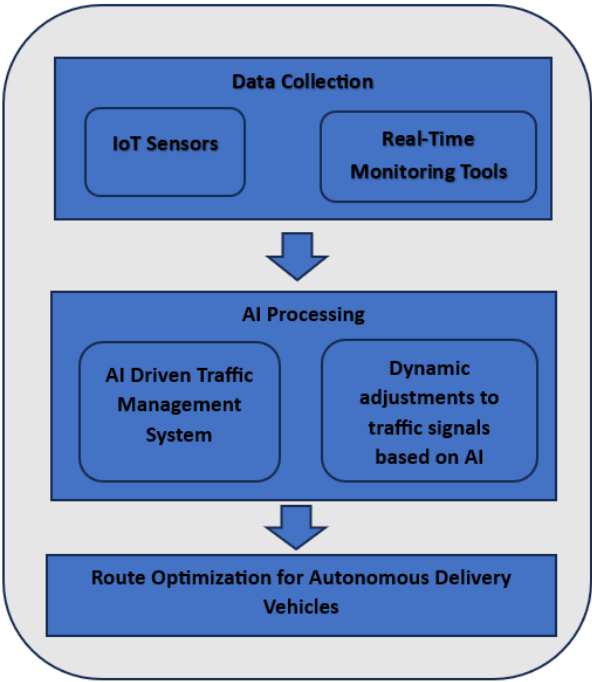 Data Collection
IoT Sensors
Real-Time
Monitoring Tools
AI Processing
AI Driven Traffic
Management
System
Dynamic
adjustments to
traffic signals
based on AI
Route Optimization for Autonomous Delivery
Vehicles